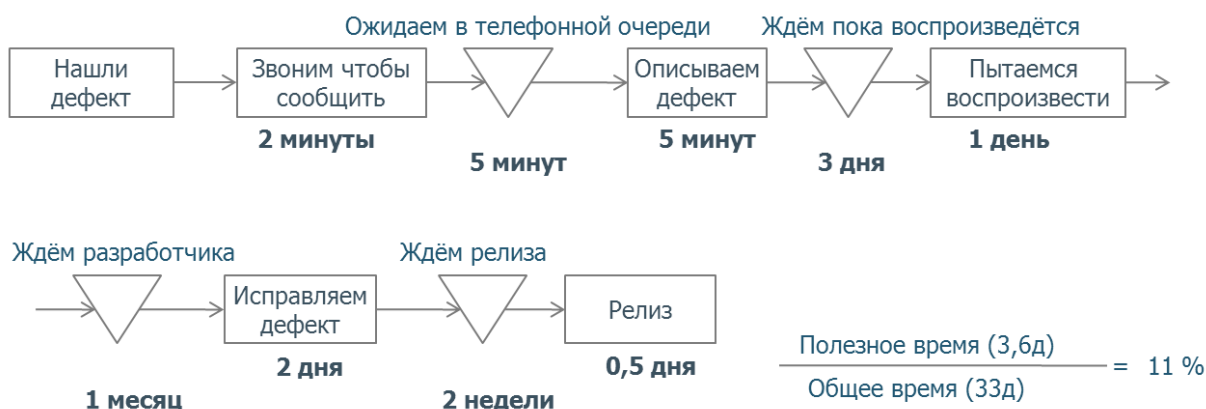 Ожидаем в телефонной очереди
Ждём пока воспроизведётся
Нашли
дефект
Звоним чтобы
сообщить
Описываем
дефект
Пытаемся
воспроизвести
2 минуты
5 минут
5 минут
3 дня
1 день
Ждём разработчика
Ждём релиза
Исправляем
дефект
Релиз
1 месяц
2 дня
2 недели
0,5 дня
Полезное время (3,6д)
Общее время (33д)
= 11 %